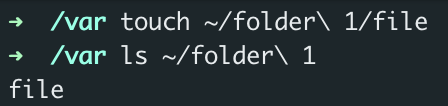 ➜  /var touch ~/folder\ 1/file
➜  /var ls ~/folder\ 1
file